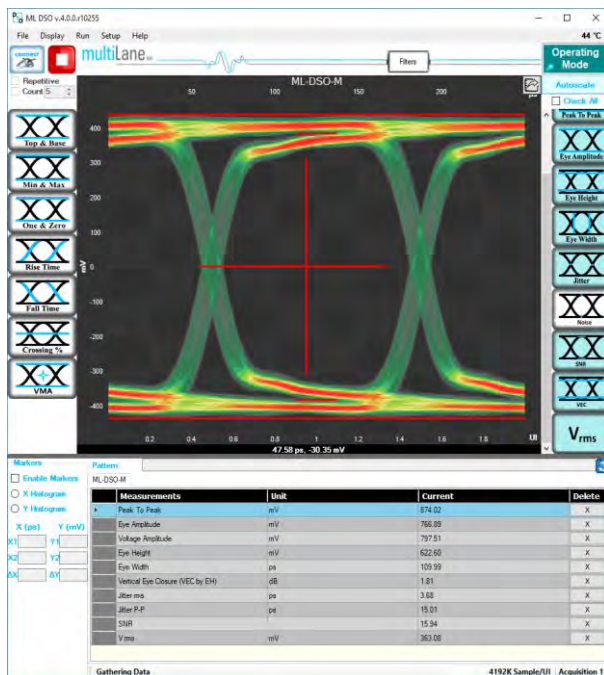 ML DSO v.4.0.0.r10255
File Display Run Setup Help
44 °C
connect
multiLane
Filters
Operating Mode
Repetitive
Count 5
ML-DSO-M
Autoscale
Check All
50 100 150 200
Top & Base
Min & Max
One & Zero
Rise Time
Fall Time
Crossing %
VMA
400
300
200
100
0
-100
-200
-300
-400
mV
Peak To Peak
Eye Amplitude
Eye Height
Eye Width
Jitter
Noise
SNR
VEC
Vrms
0.2 0.4 0.6 0.8 1 1.2 1.4 1.6 1.8 UI
47.58 ps, -30.35 mV
Markers
Enable Markers
X Histogram
Y Histogram
X (ps) Y (mV)
X1 Y1
X2 Y2
ΔX ΔY
Pattern
ML-DSO-M
Measurements Unit Current Delete
Peak To Peak mV 874.02 X
Eye Amplitude mV 766.89 X
Voltage Amplitude mV 797.51 X
Eye Height mV 622.60 X
Eye Width ps 109.99 X
Vertical Eye Closure (VEC by EH) dB 1.81 X
Jitter rms ps 3.68 X
Jitter P-P ps 15.01 X
SNR 15.94 X
V rms mV 363.08 X
Gathering Data
4192K Sample/UI Acquisition 1